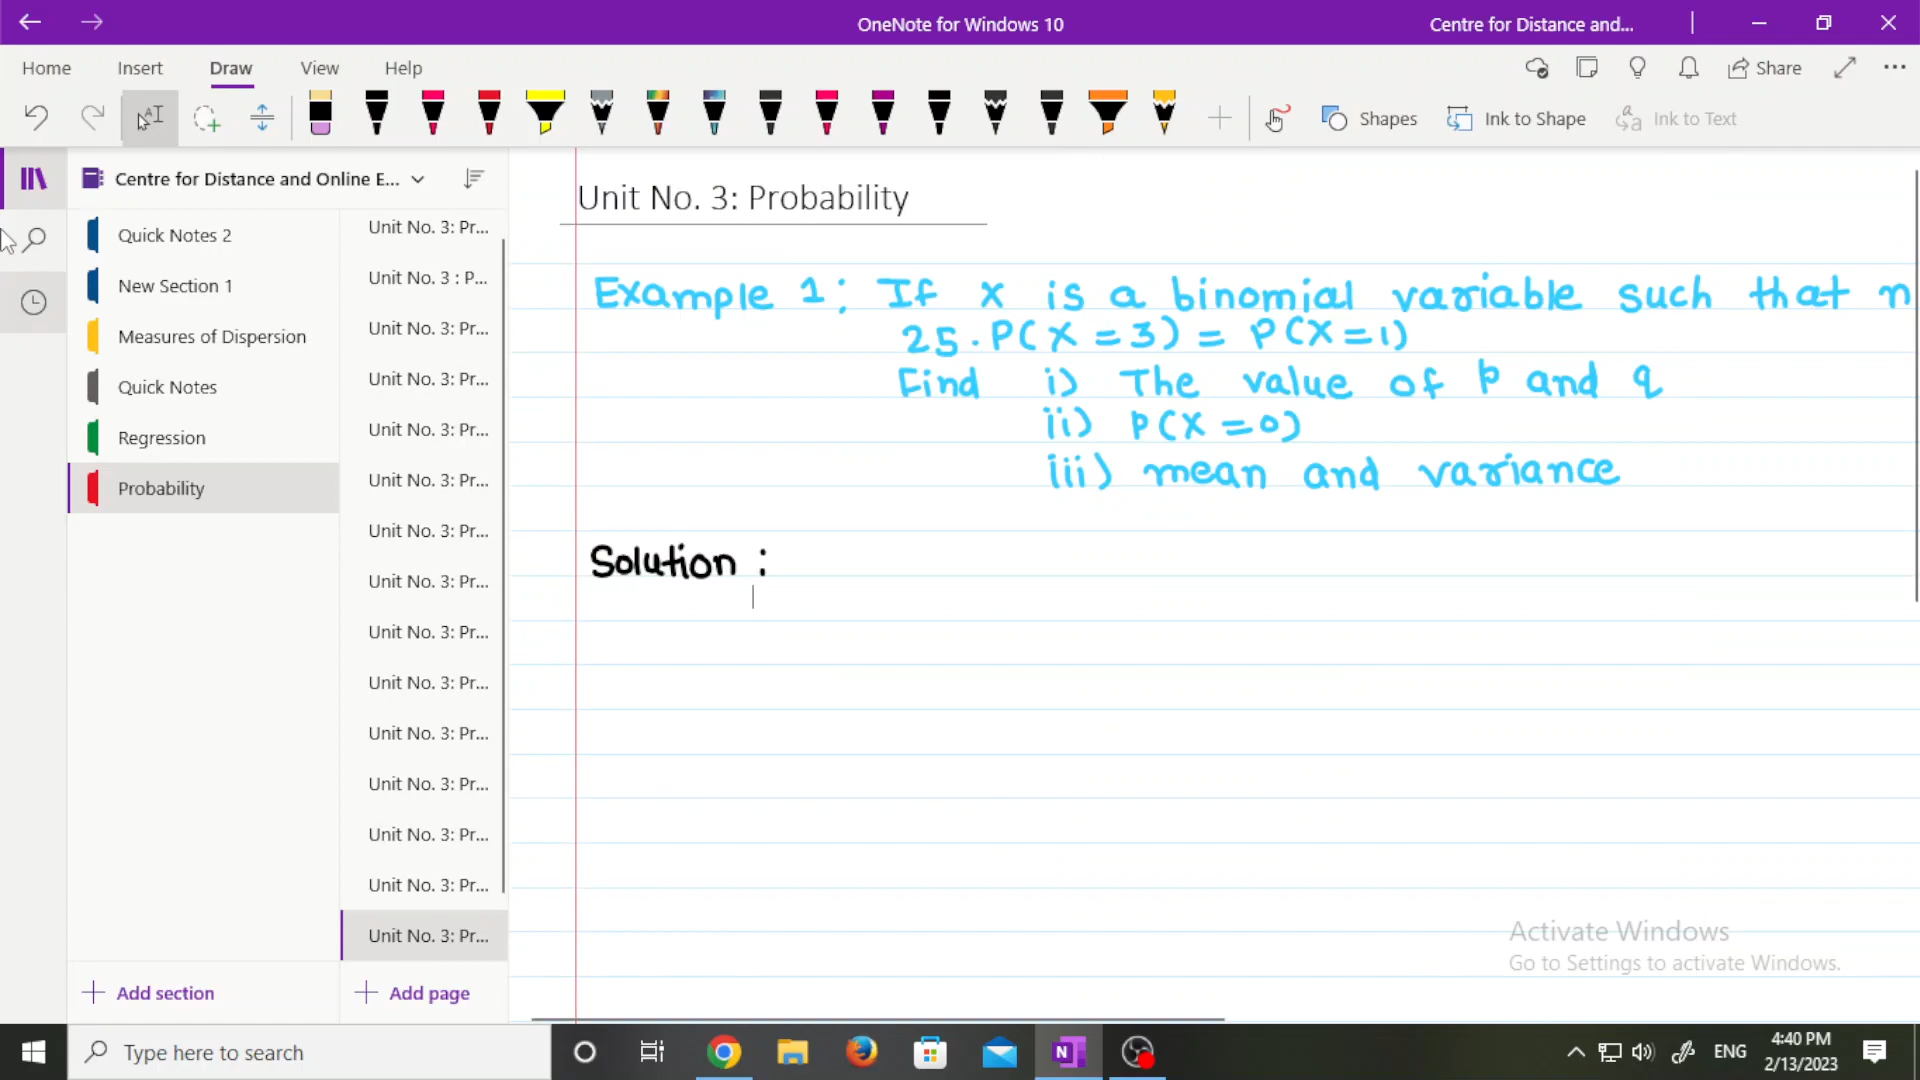 OneNote for Windows 10
Centre for Distance and...
Home
Insert
Draw
View
Help
Share
Shapes
Ink to Shape
Ink to Text
Centre for Distance and Online E...
Quick Notes 2
New Section 1
Measures of Dispersion
Quick Notes
Regression
Probability
Add section
Unit No. 3: Pr...
Unit No. 3 : P...
Unit No. 3: Pr...
Unit No. 3: Pr...
Unit No. 3: Pr...
Unit No. 3: Pr...
Unit No. 3: Pr...
Unit No. 3: Pr...
Unit No. 3: Pr...
Unit No. 3: Pr...
Unit No. 3: Pr...
Unit No. 3: Pr...
Unit No. 3: Pr...
Unit No. 3: Pr...
Unit No. 3: Pr...
Add page
Unit No. 3: Probability
Example 1: If x is a binomial variable such that n
25.P(X=3) = P(X=1)
Find i) The value of p and q
ii) P(X=0)
iii) mean and variance
Solution :
Activate Windows
Go to Settings to activate Windows.
Type here to search
ENG
4:40 PM
2/13/2023